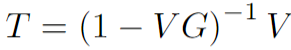 T = (1 − VG)⁻¹ V